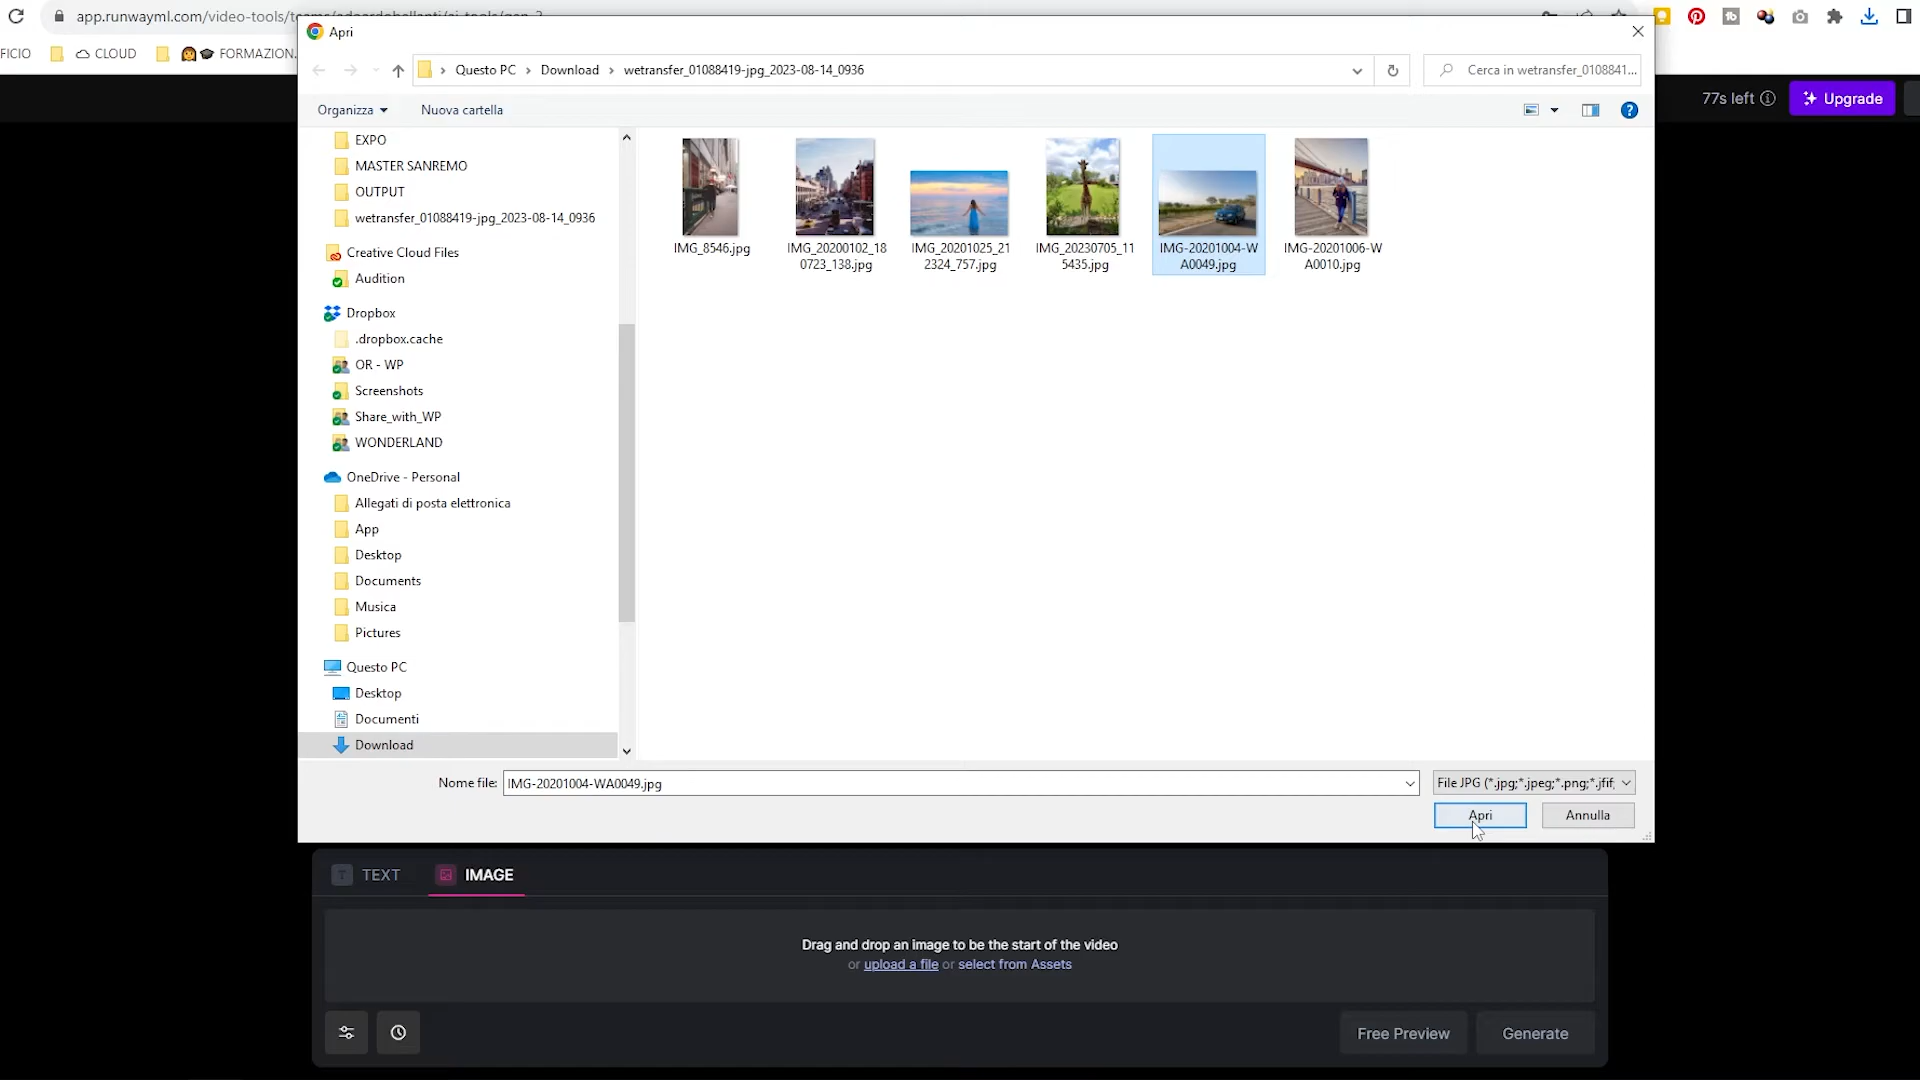 app.runwayml.com/video-tools/teams/edoardobellanti/ai-tools/gen-2
FICIO
CLOUD
FORMAZION.
Apri
Questo PC > Download > wetransfer_01088419-jpg_2023-08-14_0936
Cerca in wetransfer_0108841...
Organizza
Nuova cartella
77s left
Upgrade
EXPO
MASTER SANREMO
OUTPUT
wetransfer_01088419-jpg_2023-08-14_0936
Creative Cloud Files
Audition
Dropbox
.dropbox.cache
OR - WP
Screenshots
Share_with_WP
WONDERLAND
OneDrive - Personal
Allegati di posta elettronica
App
Desktop
Documents
Musica
Pictures
Questo PC
Desktop
Documenti
Download
IMG_8546.jpg
IMG_20200102_18
0723_138.jpg
IMG_20201025_21
2324_757.jpg
IMG_20230705_11
5435.jpg
IMG-20201004-W
A0049.jpg
IMG-20201006-W
A0010.jpg
Nome file:
IMG-20201004-WA0049.jpg
File JPG (*.jpg;*.jpeg;*.png;*.jfif;
Apri
Annulla
TEXT
IMAGE
Drag and drop an image to be the start of the video
or upload a file or select from Assets
Free Preview
Generate